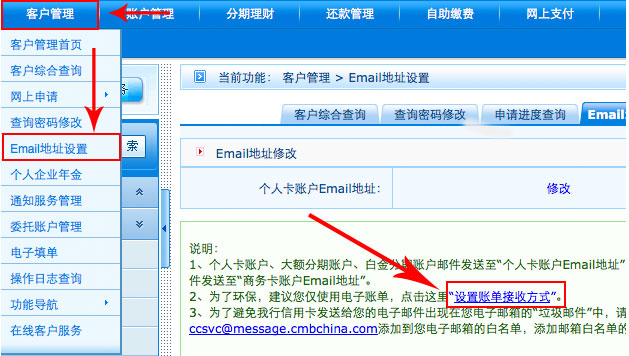 客户管理 账户管理 分期理财 还款管理 自助缴费 网上支付
客户管理首页
客户综合查询
网上申请
查询密码修改
Email地址设置
个人企业年金
通知服务管理
委托账户管理
电子填单
操作日志查询
功能导航
在线客户服务
索
当前功能： 客户管理 > Email地址设置
客户综合查询 查询密码修改 申请进度查询 Email
Email地址修改
个人卡账户Email地址： 修改
说明：
1、个人卡账户、大额分期账户、白金分期账户邮件发送至“个人卡账户Email地址”
件发送至“商务卡账户Email地址”。
2、为了环保，建议您仅使用电子账单，点击这里“设置账单接收方式”。
3、为了避免我行信用卡发送给您的电子邮件出现在您电子邮箱的“垃圾邮件”中，请
ccsvc@message.cmbchina.com添加到您电子邮箱的白名单，添加邮箱白名单的